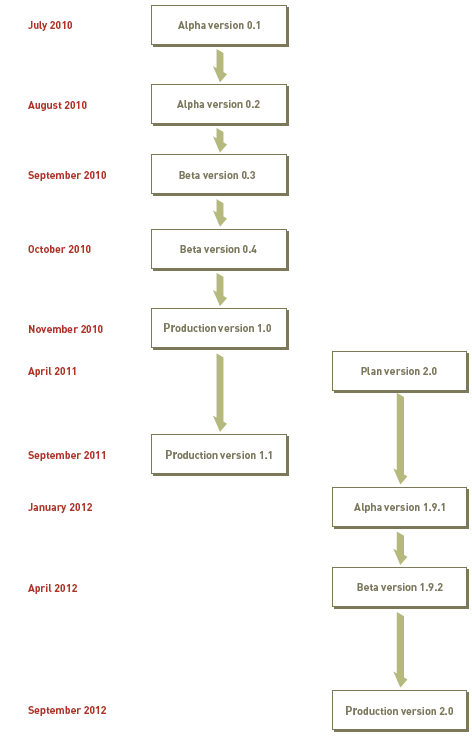 July 2010
Alpha version 0.1
August 2010
Alpha version 0.2
September 2010
Beta version 0.3
October 2010
Beta version 0.4
November 2010
Production version 1.0
April 2011
Plan version 2.0
September 2011
Production version 1.1
January 2012
Alpha version 1.9.1
April 2012
Beta version 1.9.2
September 2012
Production version 2.0